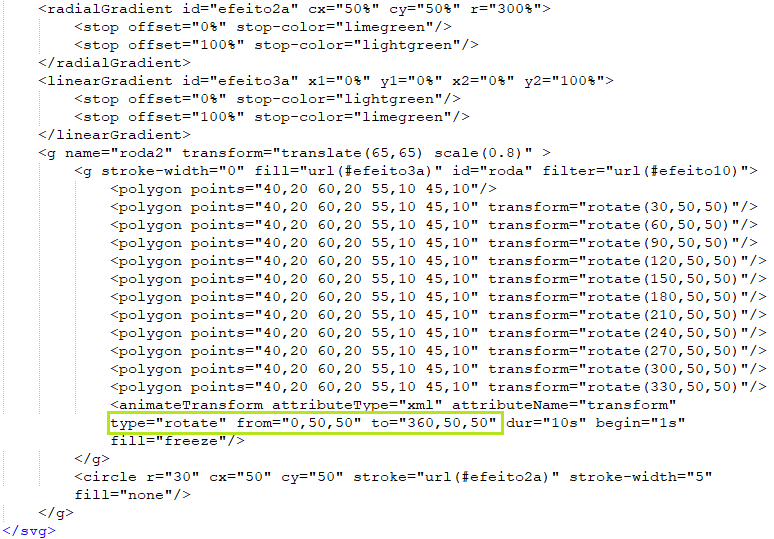 <radialGradient id="efeito2a" cx="50%" cy="50%" r="300%">
<stop offset="0%" stop-color="limegreen"/>
<stop offset="100%" stop-color="lightgreen"/>
</radialGradient>
<linearGradient id="efeito3a" x1="0%" y1="0%" x2="0%" y2="100%">
<stop offset="0%" stop-color="lightgreen"/>
<stop offset="100%" stop-color="limegreen"/>
</linearGradient>
<g name="roda2" transform="translate(65,65) scale(0.8)" >
<g stroke-width="0" fill="url(#efeito3a)" id="roda" filter="url(#efeito10)">
<polygon points="40,20 60,20 55,10 45,10"/>
<polygon points="40,20 60,20 55,10 45,10" transform="rotate(30,50,50)"/>
<polygon points="40,20 60,20 55,10 45,10" transform="rotate(60,50,50)"/>
<polygon points="40,20 60,20 55,10 45,10" transform="rotate(90,50,50)"/>
<polygon points="40,20 60,20 55,10 45,10" transform="rotate(120,50,50)"/>
<polygon points="40,20 60,20 55,10 45,10" transform="rotate(150,50,50)"/>
<polygon points="40,20 60,20 55,10 45,10" transform="rotate(180,50,50)"/>
<polygon points="40,20 60,20 55,10 45,10" transform="rotate(210,50,50)"/>
<polygon points="40,20 60,20 55,10 45,10" transform="rotate(240,50,50)"/>
<polygon points="40,20 60,20 55,10 45,10" transform="rotate(270,50,50)"/>
<polygon points="40,20 60,20 55,10 45,10" transform="rotate(300,50,50)"/>
<polygon points="40,20 60,20 55,10 45,10" transform="rotate(330,50,50)"/>
<animateTransform attributeType="xml" attributeName="transform"
type="rotate" from="0,50,50" to="360,50,50" dur="10s" begin="1s"
fill="freeze"/>
</g>
<circle r="30" cx="50" cy="50" stroke="url(#efeito2a)" stroke-width="5"
fill="none"/>
</g>
</svg>